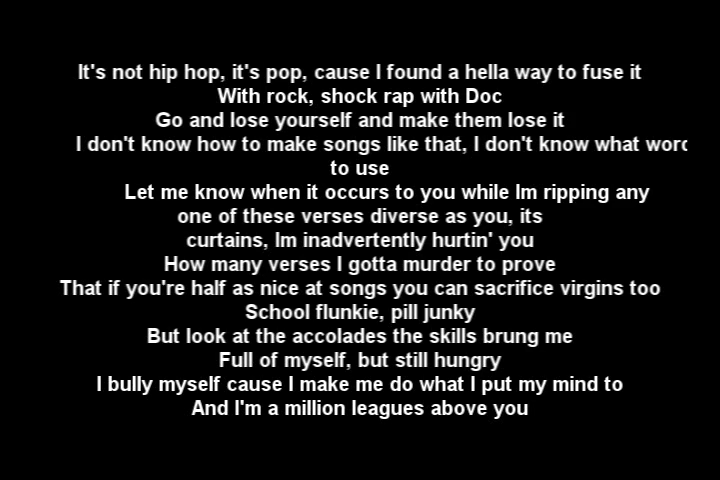 It's not hip hop, it's pop, cause I found a hella way to fuse it
With rock, shock rap with Doc
Go and lose yourself and make them lose it
I don't know how to make songs like that, I don't know what
to use
Let me know when it occurs to you while Im ripping any
one of these verses diverse as you, its
curtains, Im inadvertently hurtin' you
How many verses I gotta murder to prove
That if you're half as nice at songs you can sacrifice virgins too
School flunkie, pill junky
But look at the accolades the skills brung me
Full of myself, but still hungry
I bully myself cause I make me do what I put my mind to
And I'm a million leagues above you